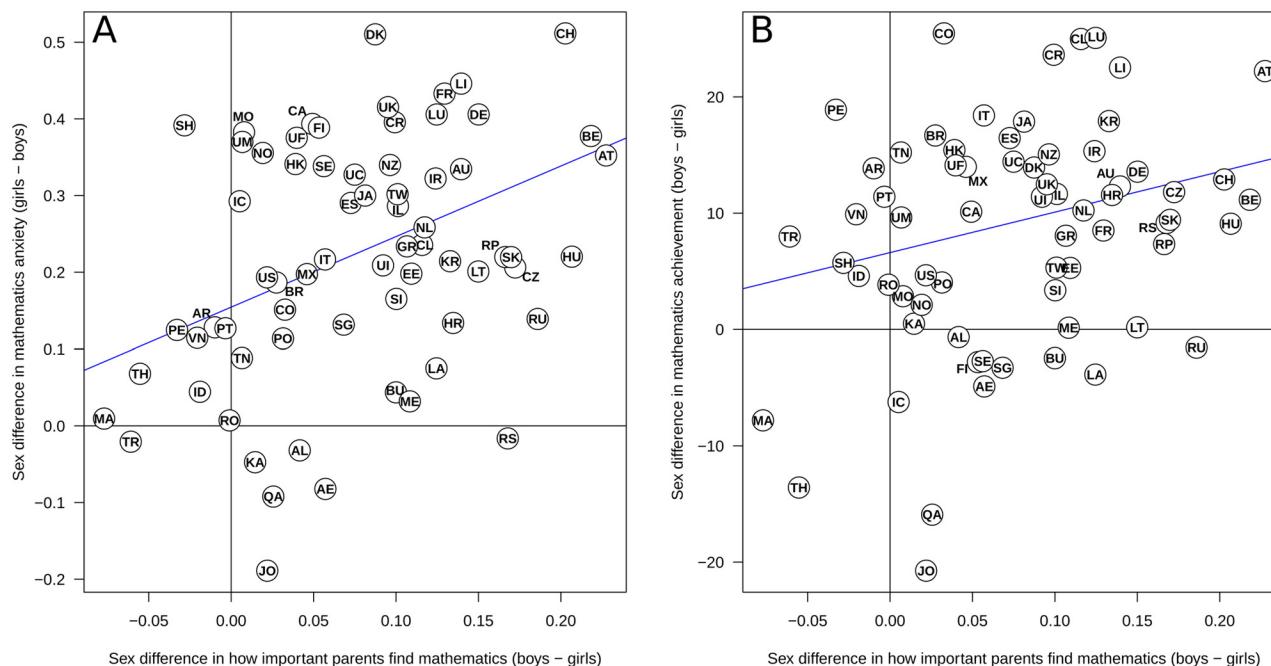 A
Sex difference in mathematics anxiety (girls − boys)
0.5
0.4
0.3
0.2
0.1
0.0
−0.1
−0.2
DK
CH
LI
FR
UK
LU
DE
CR
CA
FI
MO
SH
UM
UF
NO
BE
AT
HK
SE
NZ
AU
UC
IR
IC
JA
TW
ES
IL
NL
GR
CL
RP
SK
HU
CZ
IT
UI
KR
EE
LT
US
MX
BR
SI
CO
AR
PE
PT
VN
SG
HR
RU
PO
TN
TH
LA
ID
BU
ME
MA
RO
TR
RS
AL
KA
QA
AE
JO
−0.05
0.00
0.05
0.10
0.15
0.20
Sex difference in how important parents find mathematics (boys − girls)
B
Sex difference in mathematics achievement (boys − girls)
20
10
0
−10
−20
CO
CL
LU
CR
LI
AT
PE
IT
JA
KR
BR
ES
TN
HK
UF
MX
UC
NZ
IR
DK
AR
DE
AU
UK
UI
IL
HR
CZ
CH
PT
HU
BE
VN
UM
CA
NL
RS
SK
RP
TR
GR
FR
SH
ID
US
PO
TW
EE
SI
RO
MO
NO
KA
AL
ME
LT
RU
FI
SE
SG
BU
LA
AE
IC
MA
TH
QA
JO
−0.05
0.00
0.05
0.10
0.15
0.20
Sex difference in how important parents find mathematics (boys − girls)